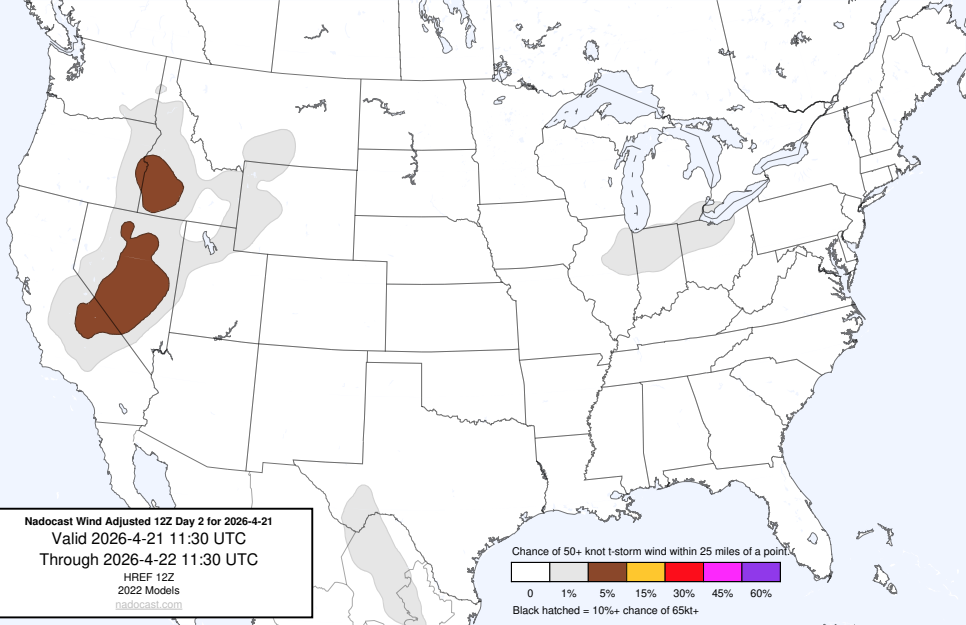 Nadocast Wind Adjusted 12Z Day 2 for 2026-4-21
Valid 2026-4-21 11:30 UTC
Through 2026-4-22 11:30 UTC
HREF 12Z
2022 Models
nadocast.com
Chance of 50+ knot t-storm wind within 25 miles of a point.
0 1% 5% 15% 30% 45% 60%
Black hatched = 10%+ chance of 65kt+